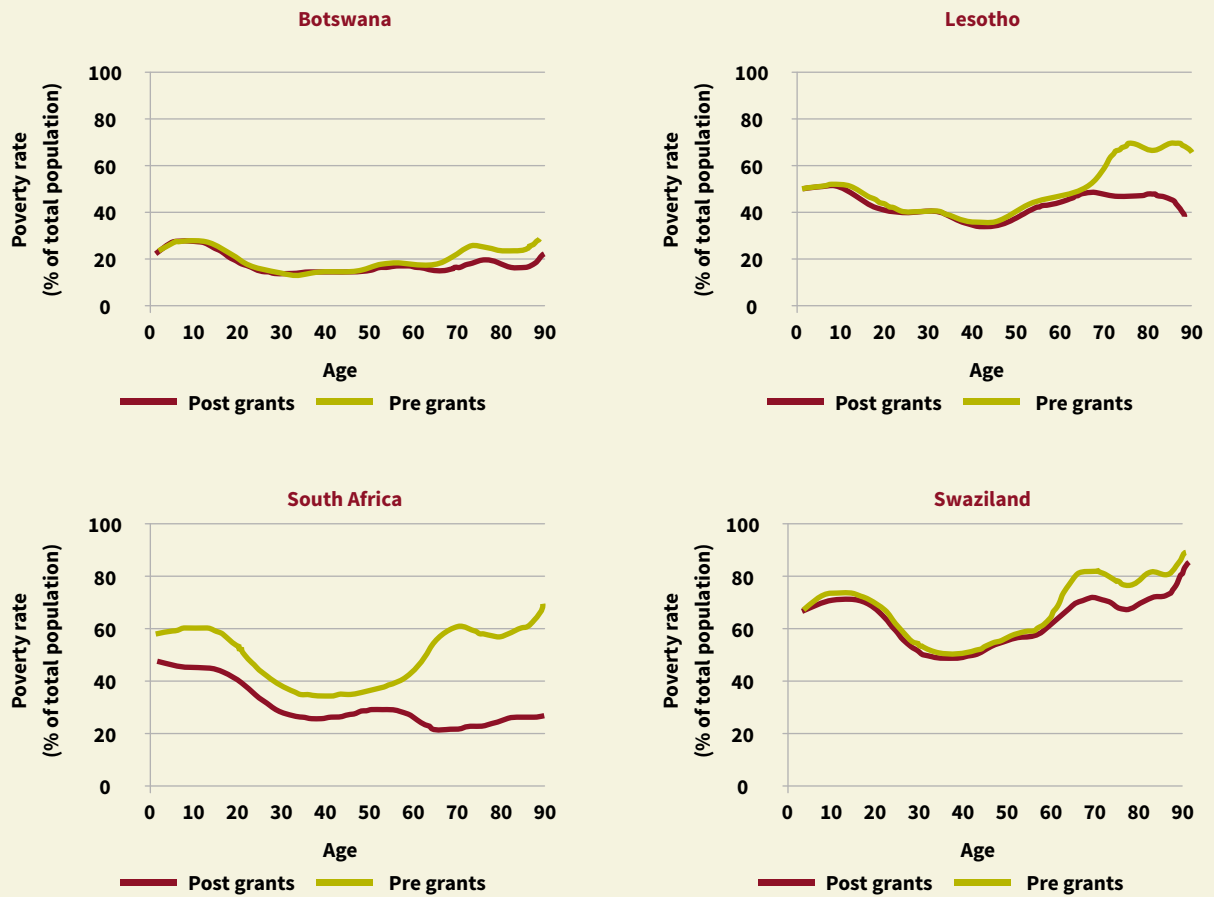 Botswana
Poverty rate
(% of total population)
100
80
60
40
20
0
0 10 20 30 40 50 60 70 80 90
Age
Post grants Pre grants
Lesotho
Poverty rate
(% of total population)
100
80
60
40
20
0
0 10 20 30 40 50 60 70 80 90
Age
Post grants Pre grants
South Africa
Poverty rate
(% of total population)
100
80
60
40
20
0
0 10 20 30 40 50 60 70 80 90
Age
Post grants Pre grants
Swaziland
Poverty rate
(% of total population)
100
80
60
40
20
0
0 10 20 30 40 50 60 70 80 90
Age
Post grants Pre grants